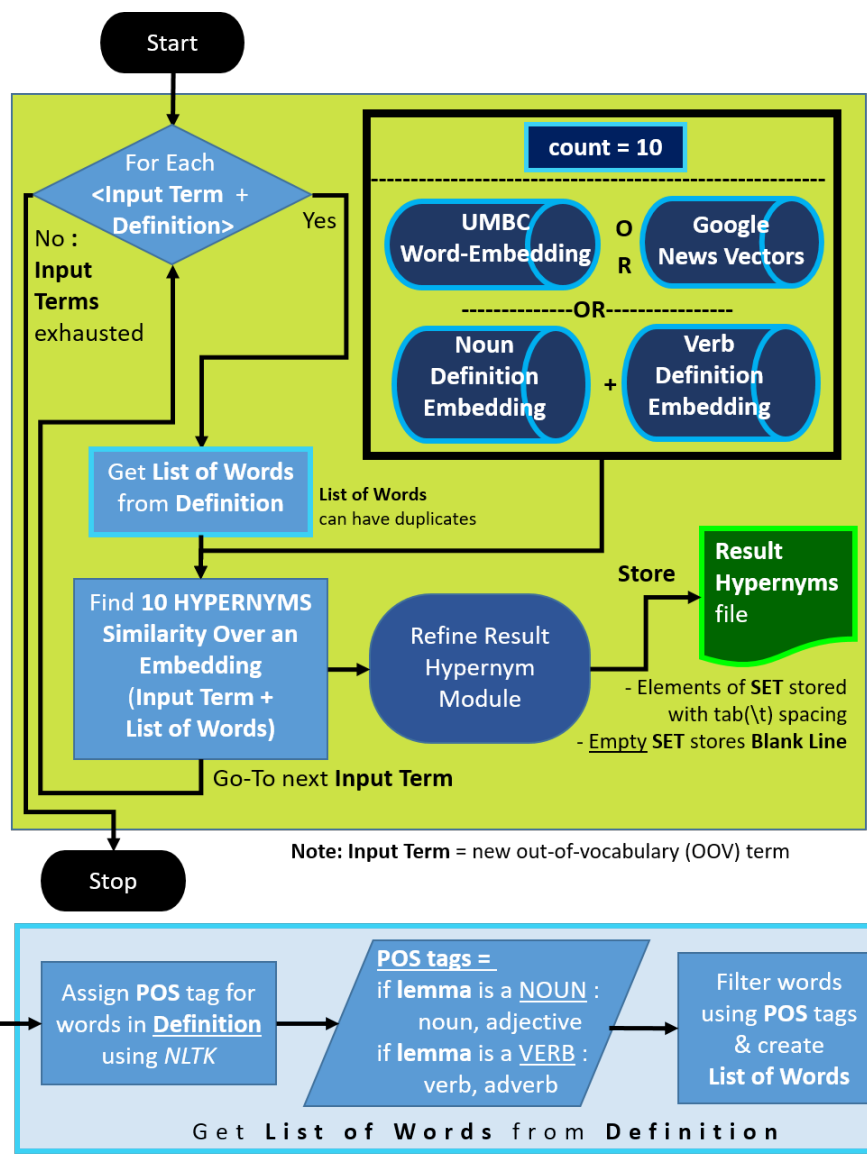 Start
For Each
<Input Term +
Definition>
Yes
No :
Input
Terms
exhausted
count = 10
UMBC
Word-Embedding
O
R
Google
News Vectors
--------------OR----------------
Noun
Definition
Embedding
+
Verb
Definition
Embedding
Get List of Words
from Definition
List of Words
can have duplicates
Find 10 HYPERNYMS
Similarity Over an
Embedding
(Input Term +
List of Words)
Refine Result
Hypernym
Module
Store
Result
Hypernyms
file
- Elements of SET stored
with tab(\t) spacing
- Empty SET stores Blank Line
Go-To next Input Term
Note: Input Term = new out-of-vocabulary (OOV) term
Stop
Assign POS tag for
words in Definition
using NLTK
POS tags =
if lemma is a NOUN :
noun, adjective
if lemma is a VERB :
verb, adverb
Filter words
using POS tags
& create
List of Words
Get List of Words from Definition